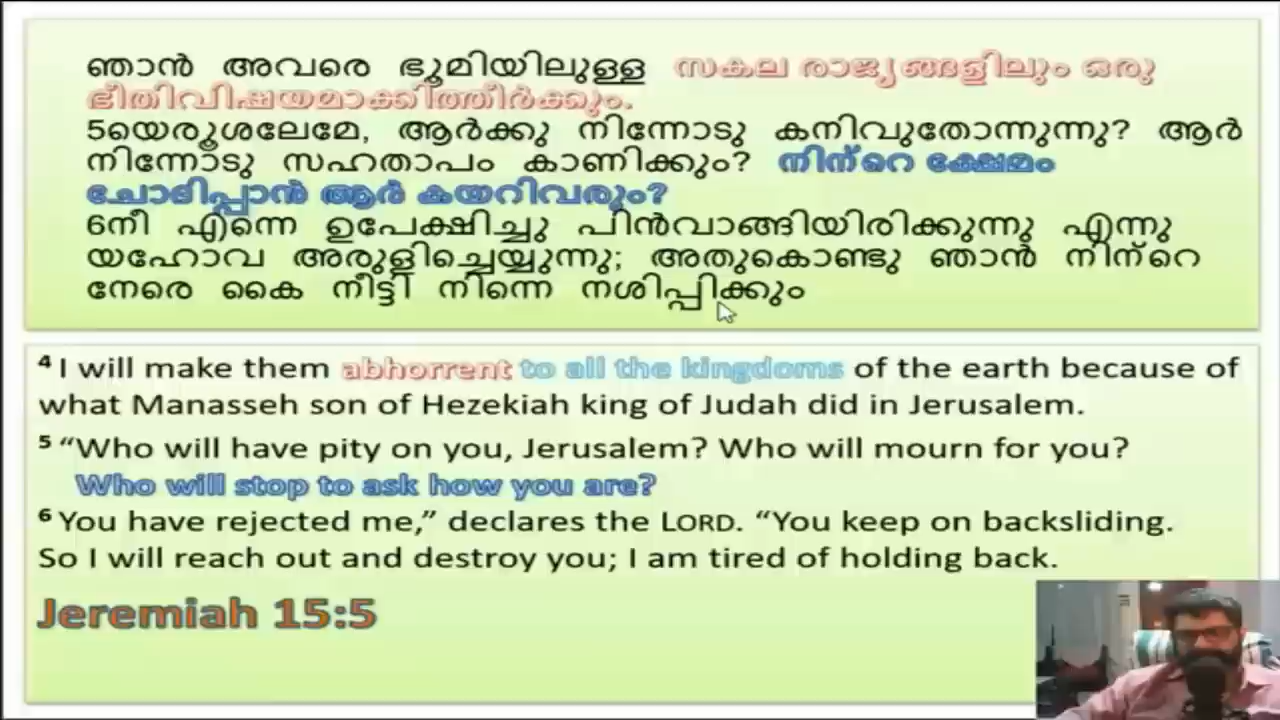 ഞാൻ അവരെ ഭൂമിയിലുള്ള സകല രാജ്യങ്ങളിലും ഒരു
ഭീതിവിഷയമാക്കിത്തീർക്കും.
5യെരൂശലേമേ, ആർക്കു നിന്നോടു കനിവുതോന്നുന്നു? ആർ
നിന്നോടു സഹതാപം കാണിക്കും? നിന്റെ ക്ഷേമം
ചോദിപ്പാൻ ആർ കയറിവരും?
6നീ എന്നെ ഉപേക്ഷിച്ചു പിൻവാങ്ങിയിരിക്കുന്നു എന്നു
യഹോവ അരുളിച്ചെയ്യുന്നു; അതുകൊണ്ടു ഞാൻ നിന്റെ
നേരെ കൈ നീട്ടി നിന്നെ നശിപ്പിക്കും
4 I will make them abhorrent to all the kingdoms of the earth because of
what Manasseh son of Hezekiah king of Judah did in Jerusalem.
5 “Who will have pity on you, Jerusalem? Who will mourn for you?
Who will stop to ask how you are?
6 You have rejected me,” declares the LORD. “You keep on backsliding.
So I will reach out and destroy you; I am tired of holding back.
Jeremiah 15:5